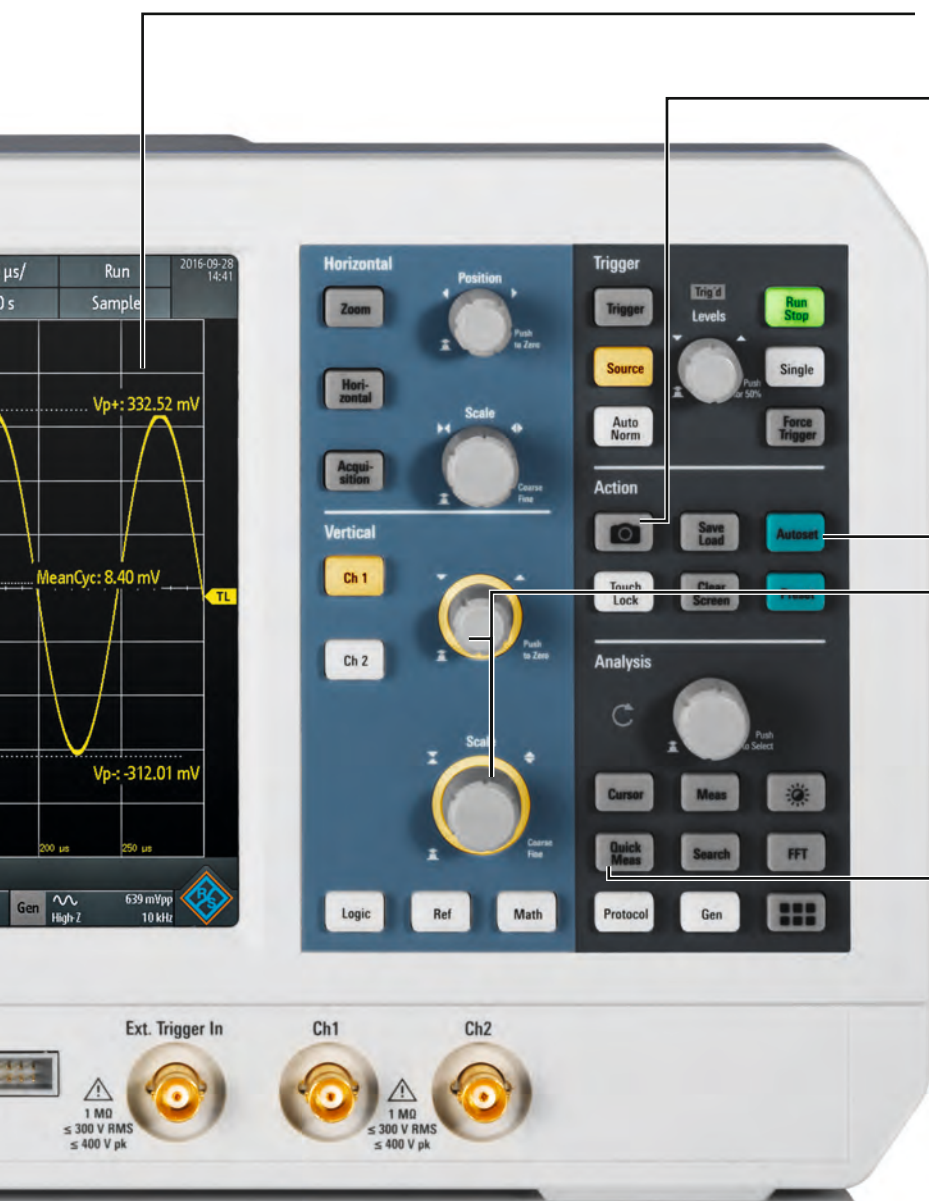 µs/
Run
2016-09-28
14:41
0 s
Sample
Vp+: 332.52 mV
MeanCyc: 8.40 mV
TL
Vp-: -312.01 mV
200 µs
250 µs
Gen
High-Z
639 mVpp
10 kHz
R&S
Horizontal
Position
Zoom
Push
to Zero
Hori-
zontal
Scale
Acqui-
sition
Coarse
Fine
Vertical
Ch 1
Push
to Zero
Ch 2
Scale
Coarse
Fine
Logic
Ref
Math
Trigger
Trigger
Trig'd
Levels
Run
Stop
Source
Single
Push
for 50%
Auto
Norm
Force
Trigger
Action
Save
Load
Autoset
Touch
Lock
Clear
Screen
Preset
Analysis
Push
to Select
Cursor
Meas
Quick
Meas
Search
FFT
Protocol
Gen
Ext. Trigger In
Ch1
Ch2
1 MΩ
≤ 300 V RMS
≤ 400 V pk
1 MΩ
≤ 300 V RMS
≤ 400 V pk